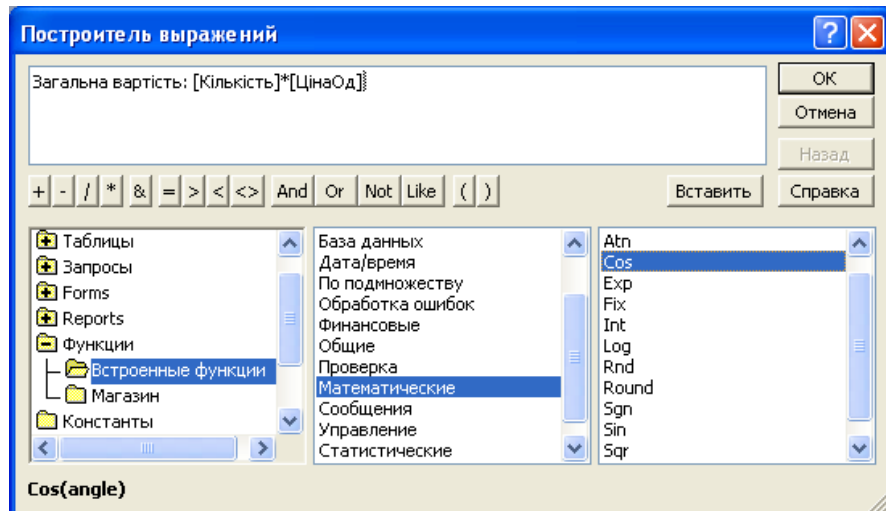 Построитель выражений
Загальна вартість: [Кількість]*[ЦінаОд]
ОК
Отмена
Назад
+ - / * & = > < <> And Or Not Like ( ) Вставить Справка
Таблицы
Запросы
Forms
Reports
Функции
Встроенные функции
Магазин
Константы
База данных
Дата/время
По подмножеству
Обработка ошибок
Финансовые
Общие
Проверка
Математические
Сообщения
Управление
Статистические
Atn
Cos
Exp
Fix
Int
Log
Rnd
Round
Sgn
Sin
Sqr
Cos(angle)